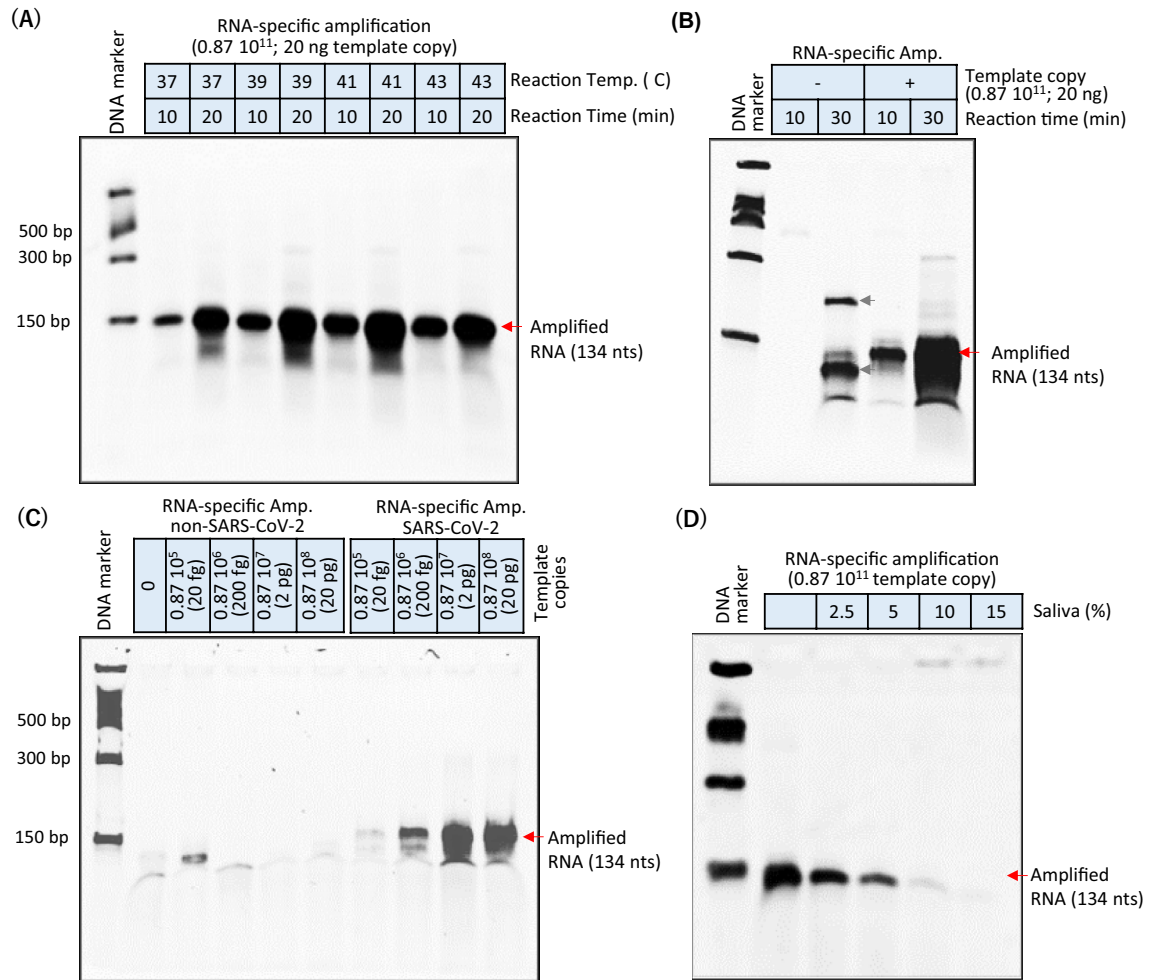 (A)
RNA-specific amplification
(0.87 10¹¹; 20 ng template copy)
DNA marker
37 37 39 39 41 41 43 43 Reaction Temp. ( C)
10 20 10 20 10 20 10 20 Reaction Time (min)
500 bp
300 bp
150 bp
Amplified
RNA (134 nts)
(B)
RNA-specific Amp.
DNA
marker
- + Template copy
(0.87 10¹¹; 20 ng)
10 30 10 30 Reaction time (min)
Amplified
RNA (134 nts)
(C)
RNA-specific Amp.
non-SARS-CoV-2
RNA-specific Amp.
SARS-CoV-2
DNA marker
0
0.87 10⁵
(20 fg)
0.87 10⁶
(200 fg)
0.87 10⁷
(2 pg)
0.87 10⁸
(20 pg)
0.87 10⁵
(20 fg)
0.87 10⁶
(200 fg)
0.87 10⁷
(2 pg)
0.87 10⁸
(20 pg)
Template
copies
500 bp
300 bp
150 bp
Amplified
RNA (134 nts)
(D)
RNA-specific amplification
(0.87 10¹¹ template copy)
DNA
marker
2.5 5 10 15 Saliva (%)
Amplified
RNA (134 nts)